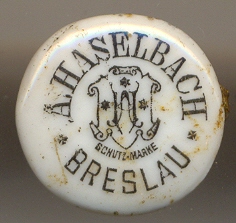 A. HASELBACH
SCHUTZ-MARKE
BRESLAU